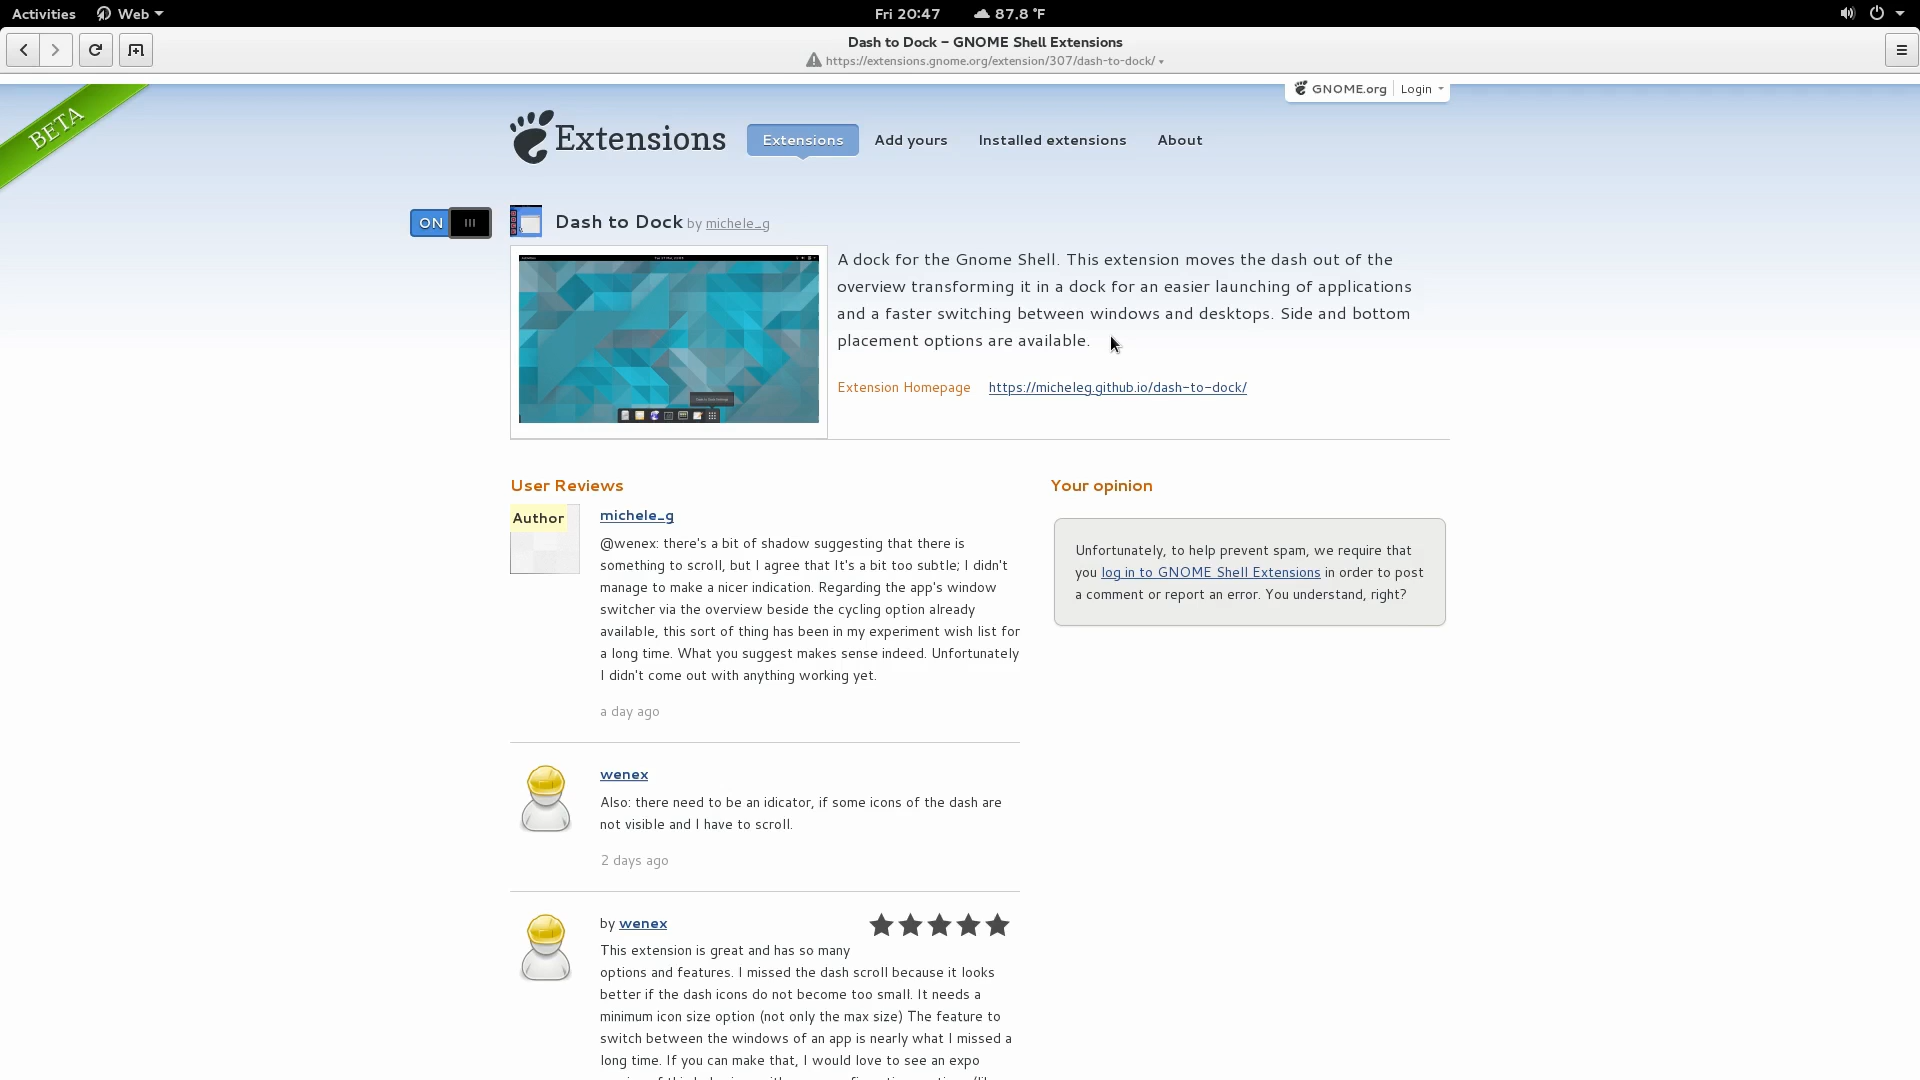 Activities Web Fri 20:47 87.8 °F
Dash to Dock – GNOME Shell Extensions
https://extensions.gnome.org/extension/307/dash-to-dock/
BETA
GNOME.org Login
Extensions
Extensions Add yours Installed extensions About
ON
Dash to Dock by michele_g
A dock for the Gnome Shell. This extension moves the dash out of the
overview transforming it in a dock for an easier launching of applications
and a faster switching between windows and desktops. Side and bottom
placement options are available.
Extension Homepage https://micheleg.github.io/dash-to-dock/
User Reviews
Author
michele_g
@wenex: there's a bit of shadow suggesting that there is
something to scroll, but I agree that It's a bit too subtle; I didn't
manage to make a nicer indication. Regarding the app's window
switcher via the overview beside the cycling option already
available, this sort of thing has been in my experiment wish list for
a long time. What you suggest makes sense indeed. Unfortunately
I didn't come out with anything working yet.
a day ago
wenex
Also: there need to be an idicator, if some icons of the dash are
not visible and I have to scroll.
2 days ago
by wenex
This extension is great and has so many
options and features. I missed the dash scroll because it looks
better if the dash icons do not become too small. It needs a
minimum icon size option (not only the max size) The feature to
switch between the windows of an app is nearly what I missed a
long time. If you can make that, I would love to see an expo
Your opinion
Unfortunately, to help prevent spam, we require that
you log in to GNOME Shell Extensions in order to post
a comment or report an error. You understand, right?